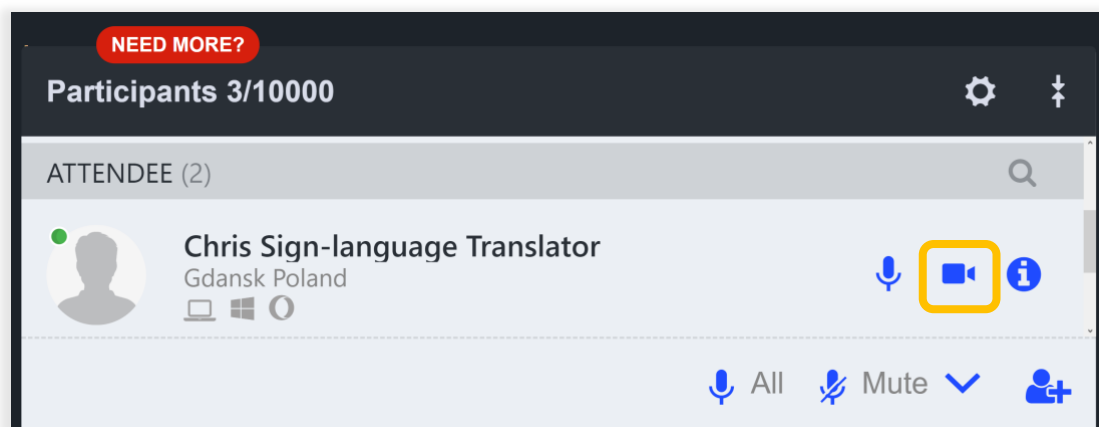 NEED MORE?
Participants 3/10000
ATTENDEE (2)
Chris Sign-language Translator
Gdansk Poland
All Mute